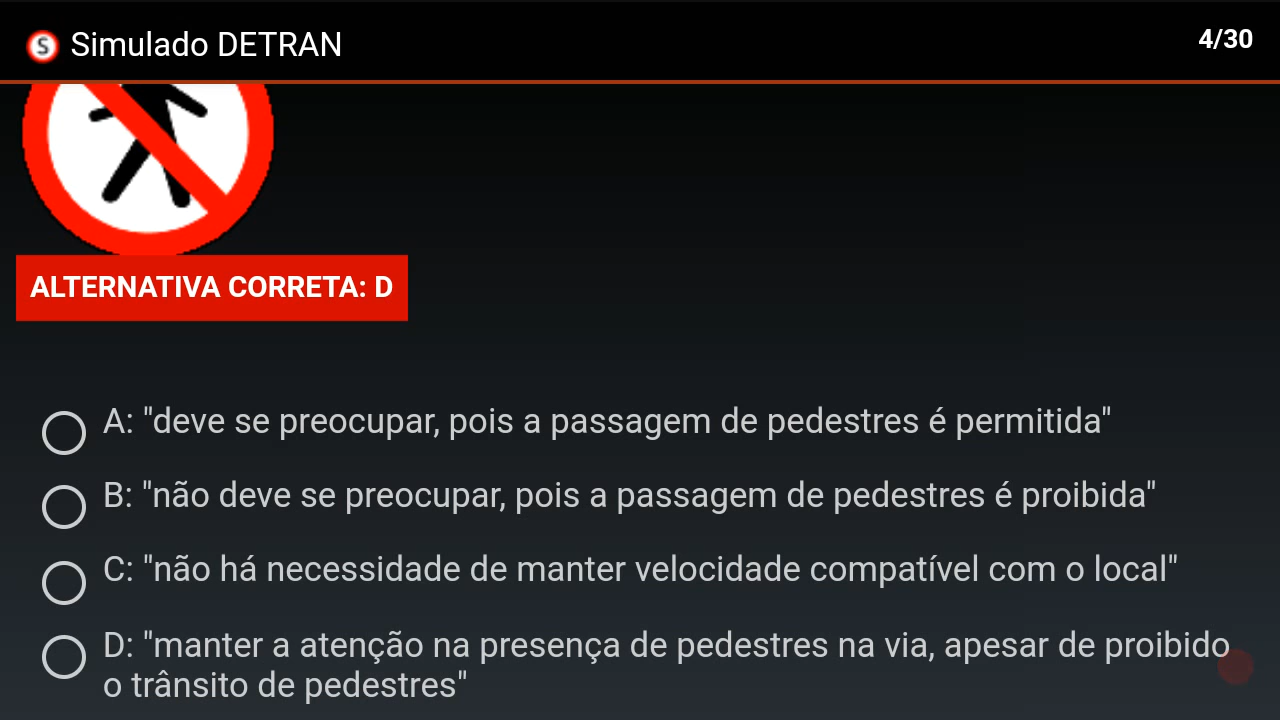 S Simulado DETRAN
4/30
ALTERNATIVA CORRETA: D
A: "deve se preocupar, pois a passagem de pedestres é permitida"
B: "não deve se preocupar, pois a passagem de pedestres é proibida"
C: "não há necessidade de manter velocidade compatível com o local"
D: "manter a atenção na presença de pedestres na via, apesar de proibido
o trânsito de pedestres"